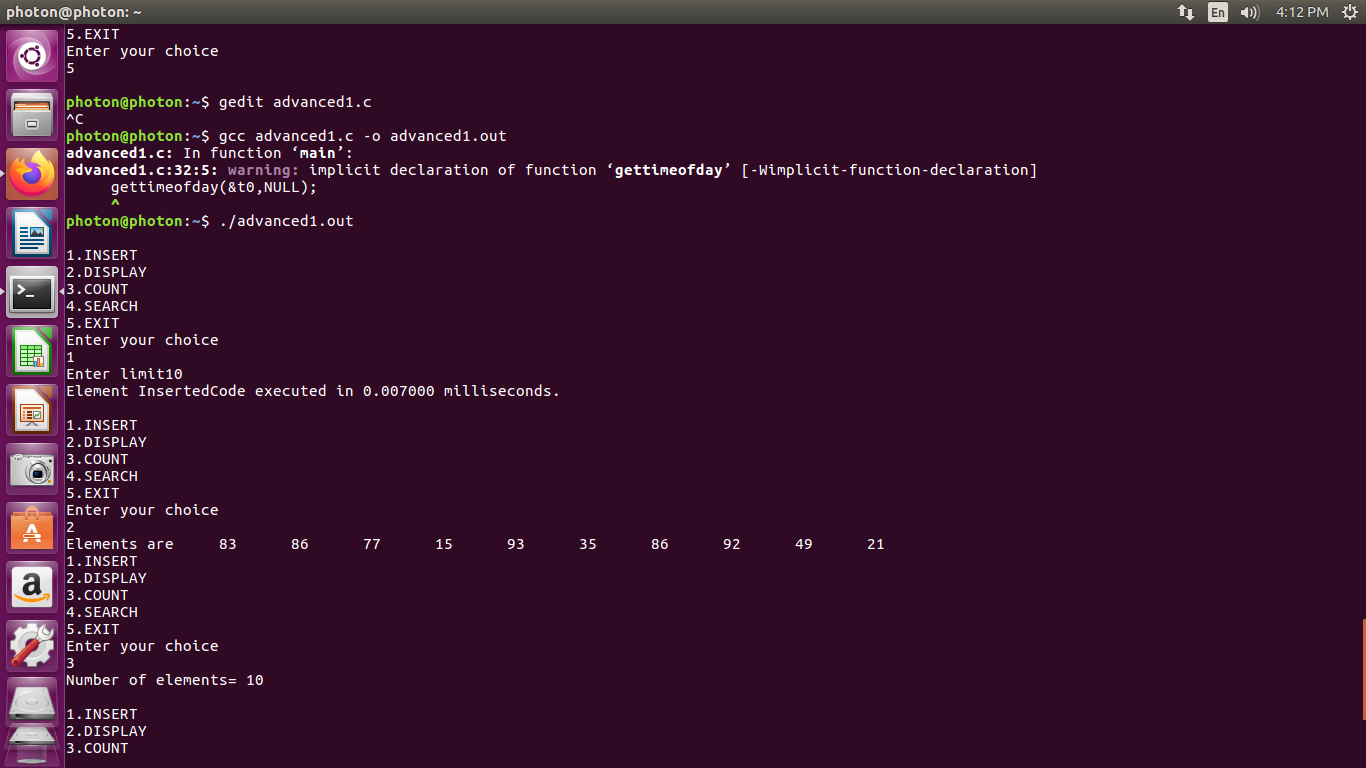 photon@photon: ~
En
4:12 PM
5.EXIT
Enter your choice
5
photon@photon:~$ gedit advanced1.c
^C
photon@photon:~$ gcc advanced1.c -o advanced1.out
advanced1.c: In function ‘main’:
advanced1.c:32:5: warning: implicit declaration of function ‘gettimeofday’ [-Wimplicit-function-declaration]
     gettimeofday(&t0,NULL);
     ^
photon@photon:~$ ./advanced1.out
1.INSERT
2.DISPLAY
3.COUNT
4.SEARCH
5.EXIT
Enter your choice
1
Enter limit10
Element InsertedCode executed in 0.007000 milliseconds.
1.INSERT
2.DISPLAY
3.COUNT
4.SEARCH
5.EXIT
Enter your choice
2
Elements are     83      86      77      15      93      35      86      92      49      21
1.INSERT
2.DISPLAY
3.COUNT
4.SEARCH
5.EXIT
Enter your choice
3
Number of elements= 10
1.INSERT
2.DISPLAY
3.COUNT